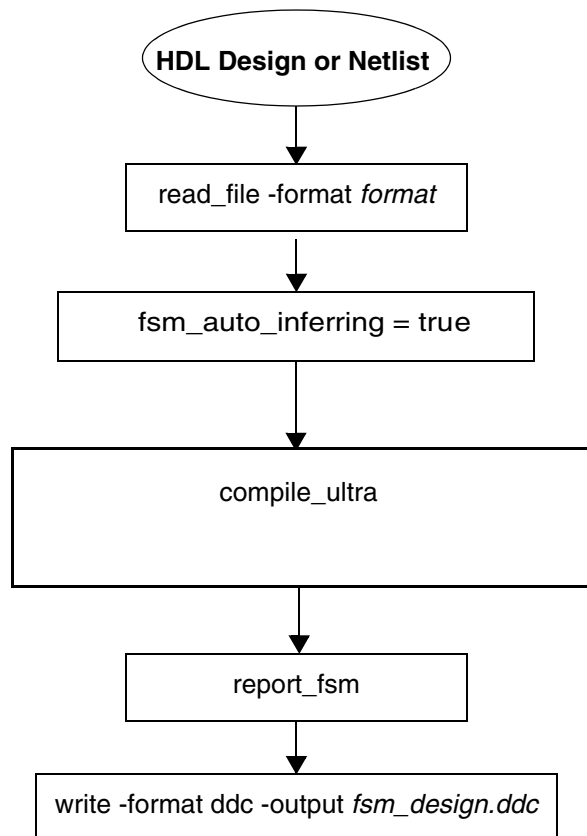 HDL Design or Netlist
read_file -format format
fsm_auto_inferring = true
compile_ultra
report_fsm
write -format ddc -output fsm_design.ddc